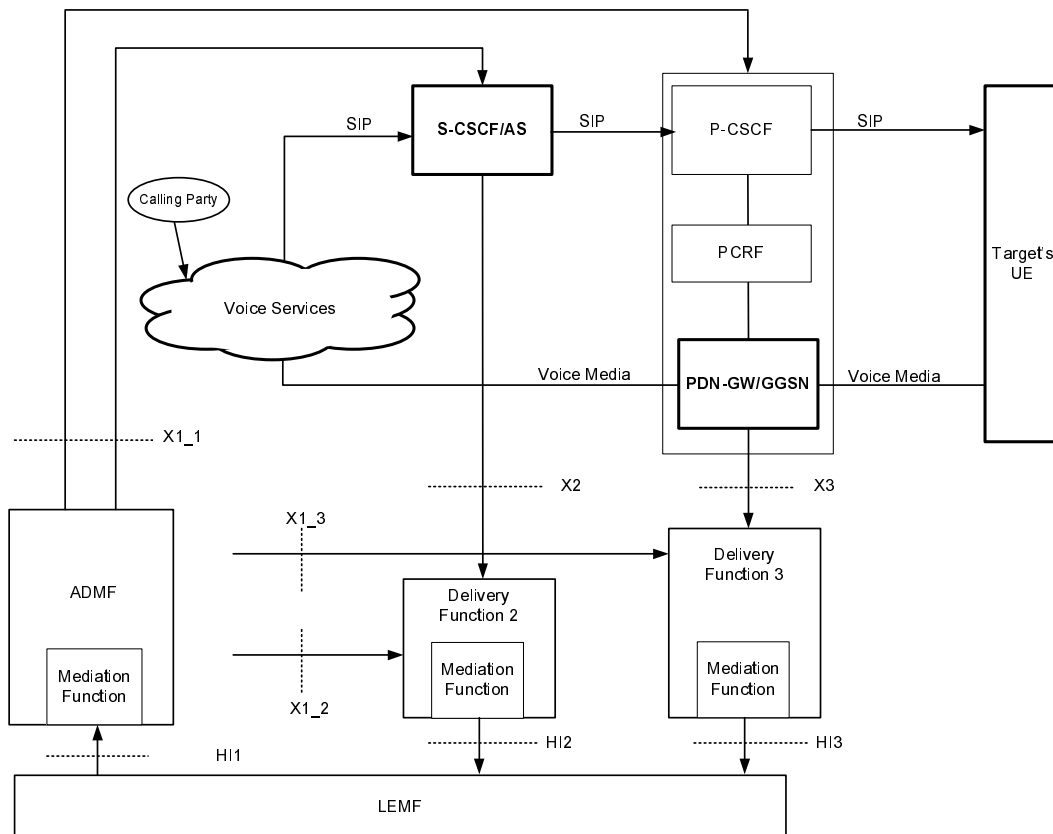 SIP
S-CSCF/AS
SIP
P-CSCF
SIP
Calling Party
PCRF
Target's
UE
Voice Services
Voice Media
PDN-GW/GGSN
Voice Media
X1_1
X2
X3
X1_3
ADMF
Delivery
Function 2
Delivery
Function 3
Mediation
Function
Mediation
Function
Mediation
Function
X1_2
HI1
HI2
HI3
LEMF